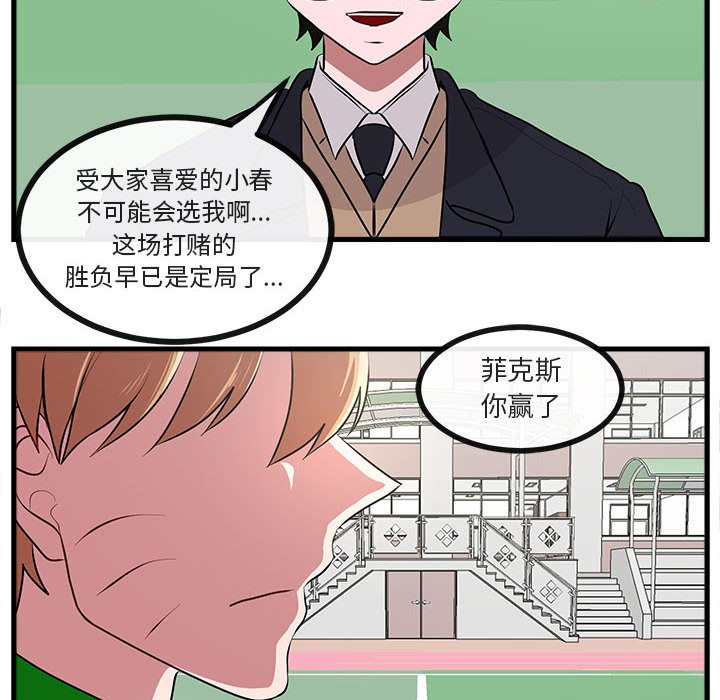 受大家喜爱的小春
不可能会选我啊...
这场打赌的
胜负早已是定局了...
菲克斯
你赢了